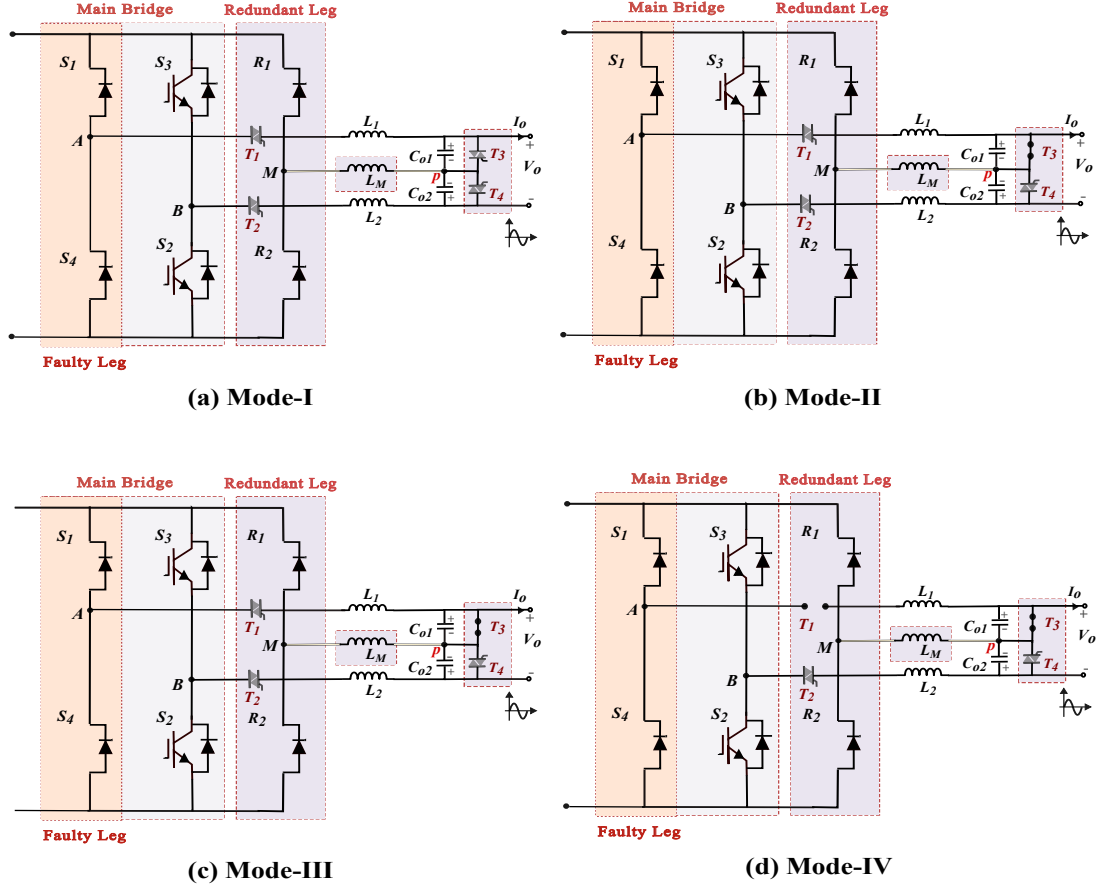 Main Bridge Redundant Leg
S1 S3 R1
A T1 L1 Io
Co1 T3 + Vo -
M LM p
B T2 L2 Co2 T4
S4 S2 R2
Faulty Leg
(a) Mode-I
Main Bridge Redundant Leg
S1 S3 R1
A T1 L1 Io
Co1 T3 + Vo -
M LM p
B T2 L2 Co2 T4
S4 S2 R2
Faulty Leg
(b) Mode-II
Main Bridge Redundant Leg
S1 S3 R1
A T1 L1 Io
Co1 T3 + Vo -
M LM p
B T2 L2 Co2 T4
S4 S2 R2
Faulty Leg
(c) Mode-III
Main Bridge Redundant Leg
S1 S3 R1
A T1 L1 Io
Co1 T3 + Vo -
M LM p
B T2 L2 Co2 T4
S4 S2 R2
Faulty Leg
(d) Mode-IV